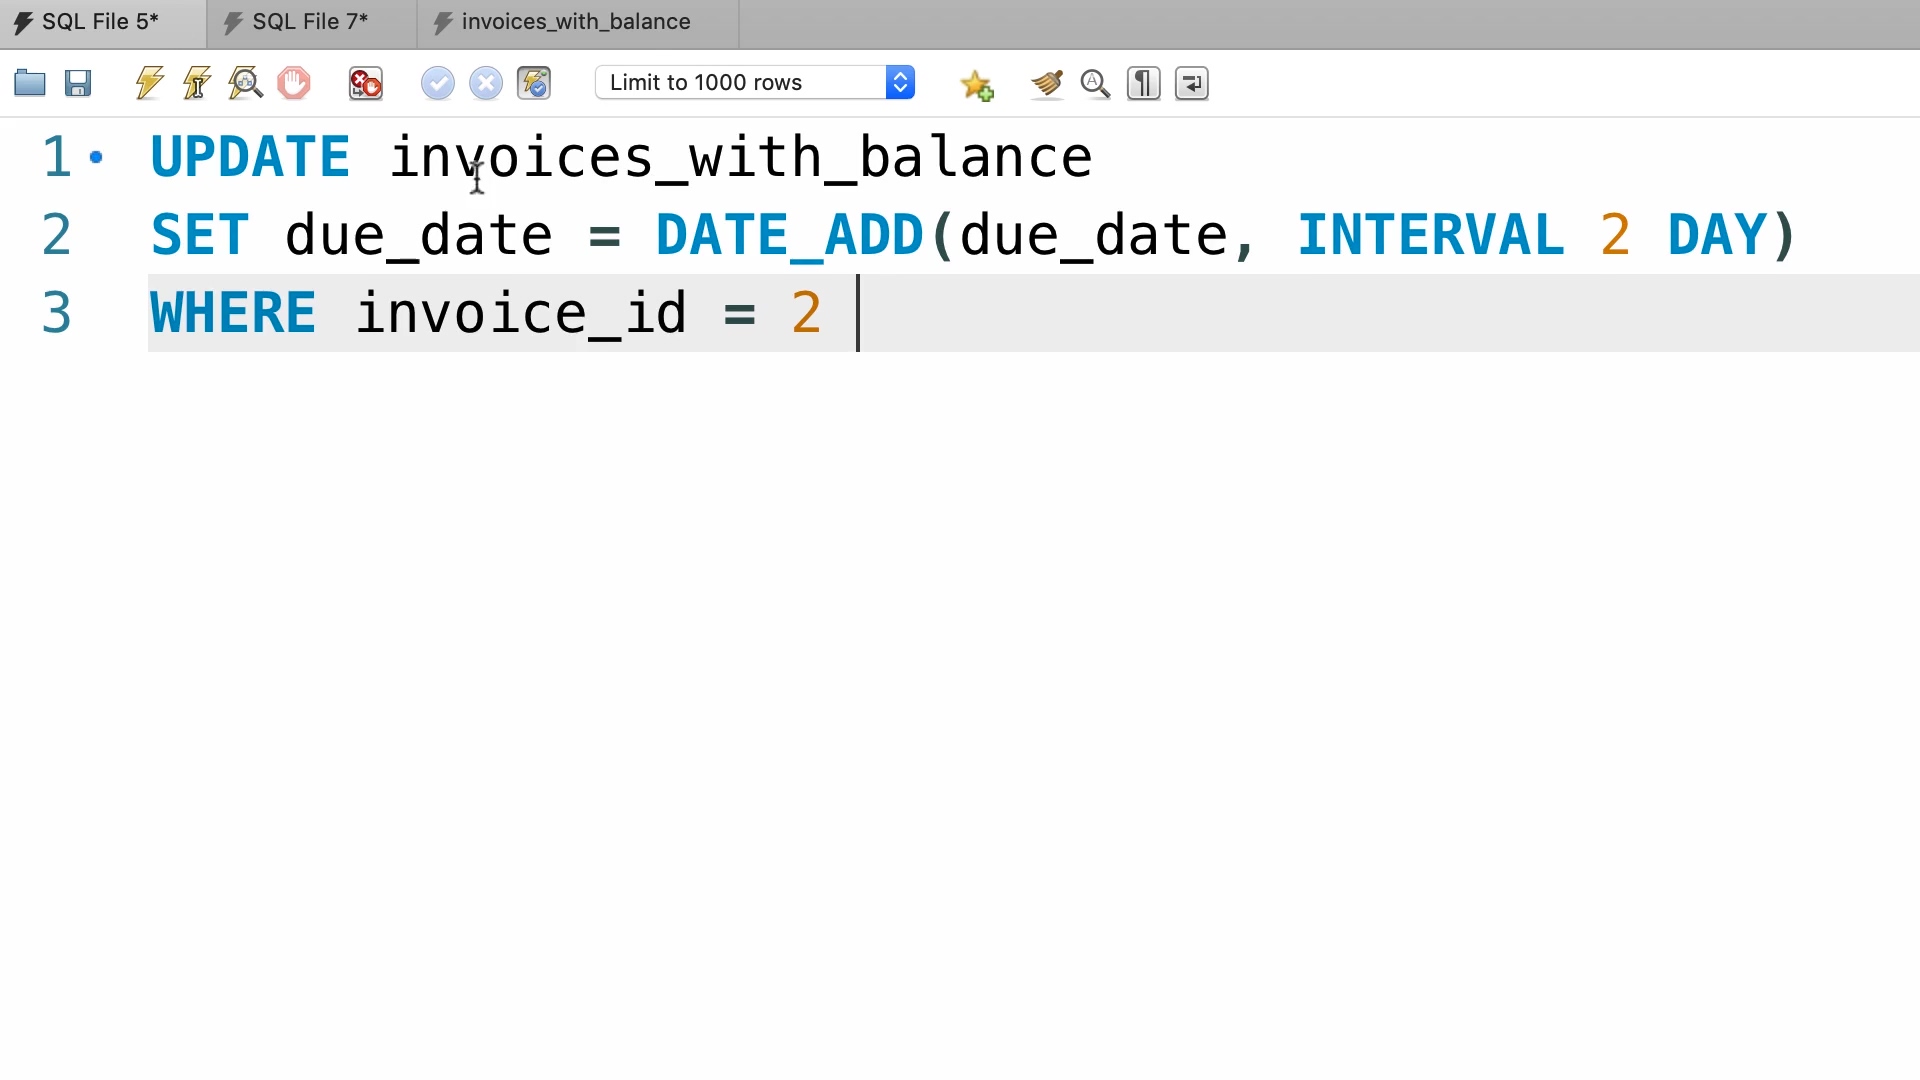 SQL File 5* SQL File 7* invoices_with_balance
Limit to 1000 rows
1 UPDATE invoices_with_balance
2 SET due_date = DATE_ADD(due_date, INTERVAL 2 DAY)
3 WHERE invoice_id = 2